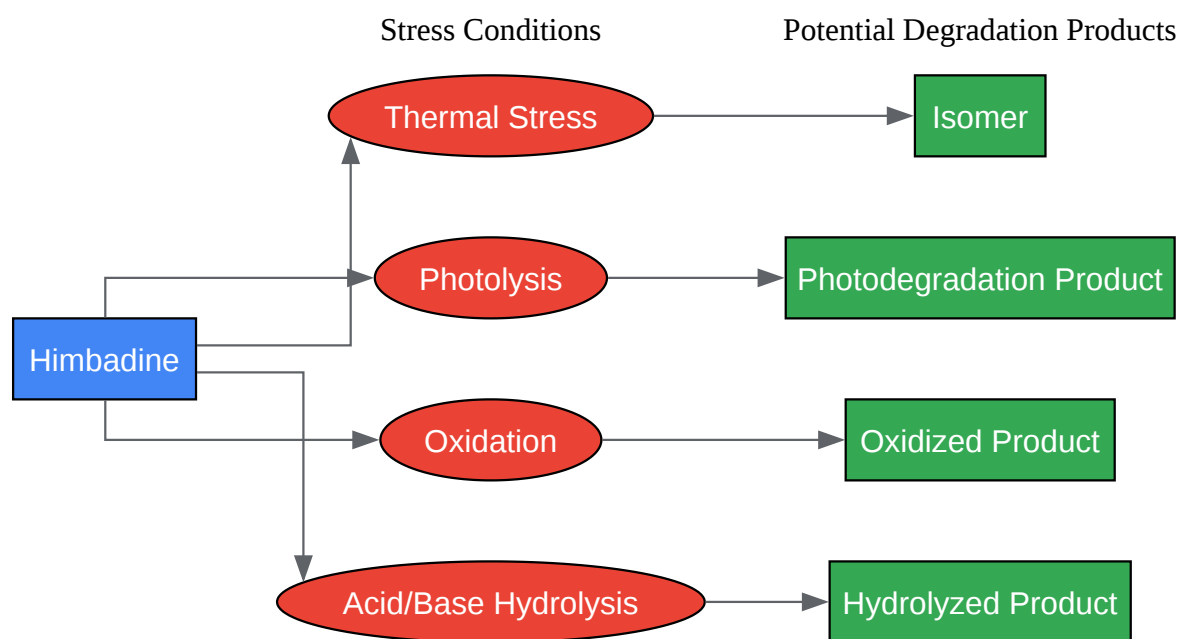 Stress Conditions
Potential Degradation Products
Thermal Stress
Isomer
Photolysis
Photodegradation Product
Himbadine
Oxidation
Oxidized Product
Acid/Base Hydrolysis
Hydrolyzed Product